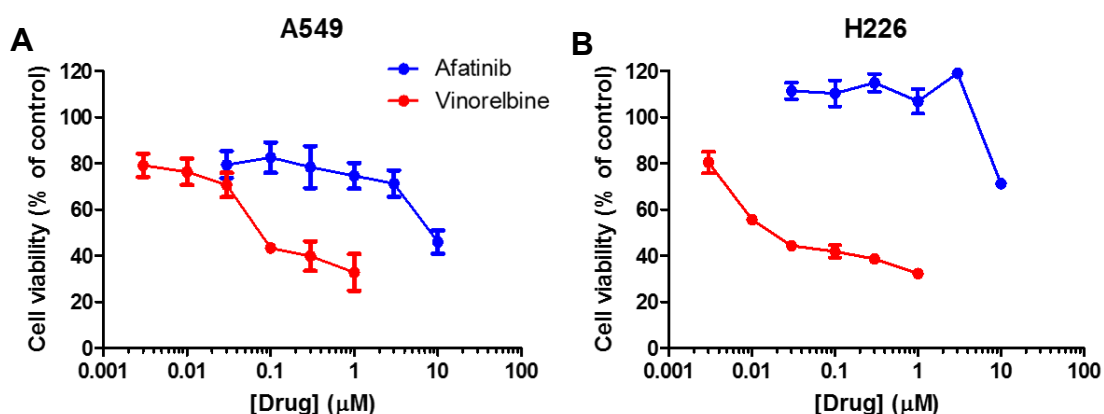 A
A549
Cell viability (% of control)
120
100
80
60
40
20
0
0.001 0.01 0.1 1 10 100
[Drug] (μM)
Afatinib
Vinorelbine
B
H226
Cell viability (% of control)
120
100
80
60
40
20
0
0.001 0.01 0.1 1 10 100
[Drug] (μM)